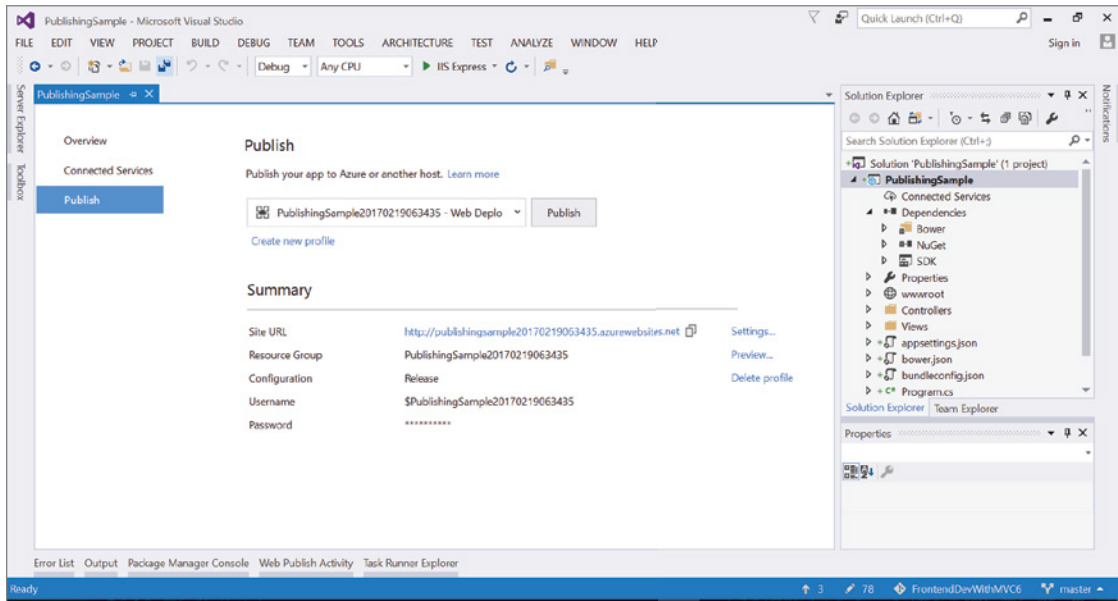 PublishingSample - Microsoft Visual Studio
Quick Launch (Ctrl+Q)
FILE EDIT VIEW PROJECT BUILD DEBUG TEAM TOOLS ARCHITECTURE TEST ANALYZE WINDOW HELP
Sign in
Debug Any CPU IIS Express
Server Explorer
Toolbox
PublishingSample
Overview
Connected Services
Publish
Publish
Publish your app to Azure or another host. Learn more
PublishingSample20170219063435 - Web Deplo
Publish
Create new profile
Summary
Site URL http://publishingsample20170219063435.azurewebsites.net Settings...
Resource Group PublishingSample20170219063435 Preview...
Configuration Release Delete profile
Username $PublishingSample20170219063435
Password **********
Solution Explorer
Search Solution Explorer (Ctrl+;)
Solution 'PublishingSample' (1 project)
PublishingSample
Connected Services
Dependencies
Bower
NuGet
SDK
Properties
wwwroot
Controllers
Views
appsettings.json
bower.json
bundleconfig.json
C# Program.cs
Solution Explorer Team Explorer
Properties
Notifications
Error List Output Package Manager Console Web Publish Activity Task Runner Explorer
Ready
3 78 FrontendDevWithMVC6 master